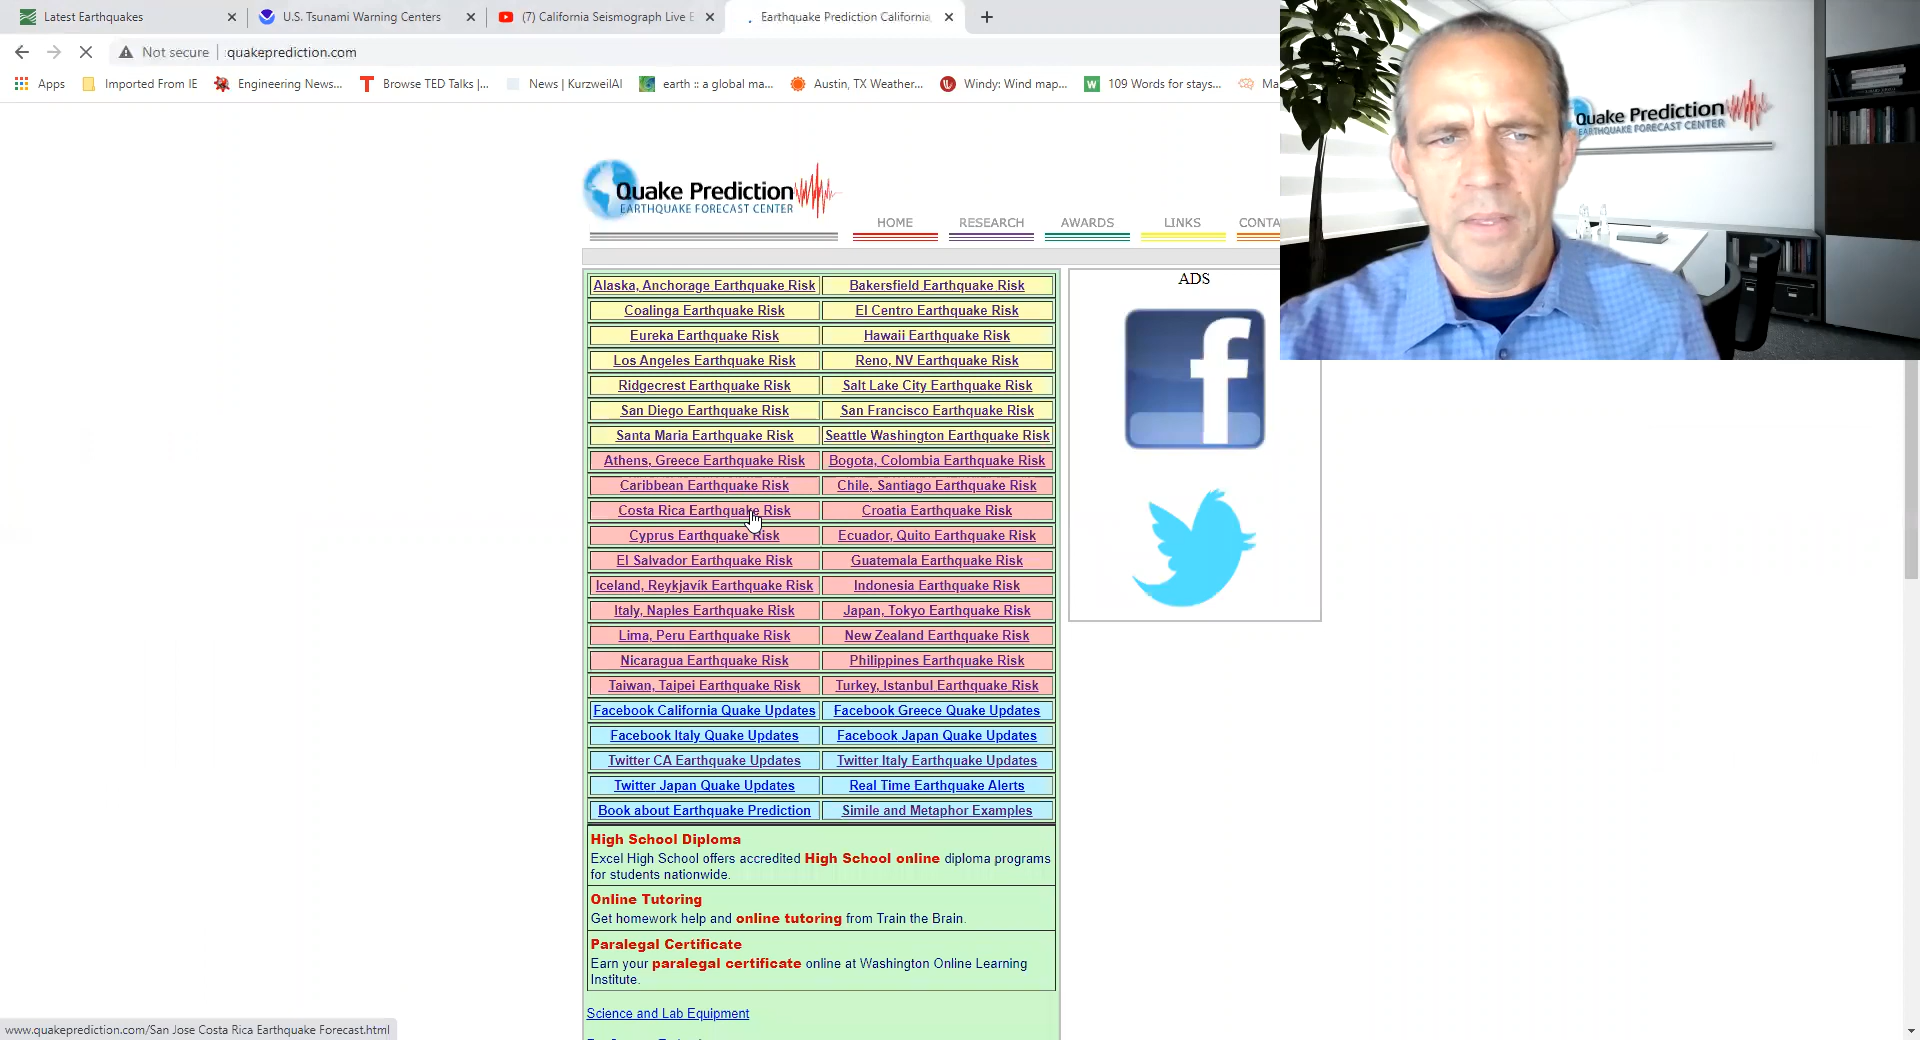 Latest Earthquakes
U.S. Tsunami Warning Centers
(7) California Seismograph Live E
Earthquake Prediction California,
Not secure
quakeprediction.com
Apps
Imported From IE
Engineering News...
Browse TED Talks |...
News | KurzweilAI
earth :: a global ma...
Austin, TX Weather...
Windy: Wind map...
109 Words for stays...
Ma
Quake Prediction
EARTHQUAKE FORECAST CENTER
Quake Prediction
EARTHQUAKE FORECAST CENTER
HOME
RESEARCH
AWARDS
LINKS
CONTA
Alaska, Anchorage Earthquake Risk
Bakersfield Earthquake Risk
Coalinga Earthquake Risk
El Centro Earthquake Risk
Eureka Earthquake Risk
Hawaii Earthquake Risk
Los Angeles Earthquake Risk
Reno, NV Earthquake Risk
Ridgecrest Earthquake Risk
Salt Lake City Earthquake Risk
San Diego Earthquake Risk
San Francisco Earthquake Risk
Santa Maria Earthquake Risk
Seattle Washington Earthquake Risk
Athens, Greece Earthquake Risk
Bogota, Colombia Earthquake Risk
Caribbean Earthquake Risk
Chile, Santiago Earthquake Risk
Costa Rica Earthquake Risk
Croatia Earthquake Risk
Cyprus Earthquake Risk
Ecuador, Quito Earthquake Risk
El Salvador Earthquake Risk
Guatemala Earthquake Risk
Iceland, Reykjavík Earthquake Risk
Indonesia Earthquake Risk
Italy, Naples Earthquake Risk
Japan, Tokyo Earthquake Risk
Lima, Peru Earthquake Risk
New Zealand Earthquake Risk
Nicaragua Earthquake Risk
Philippines Earthquake Risk
Taiwan, Taipei Earthquake Risk
Turkey, Istanbul Earthquake Risk
Facebook California Quake Updates
Facebook Greece Quake Updates
Facebook Italy Quake Updates
Facebook Japan Quake Updates
Twitter CA Earthquake Updates
Twitter Italy Earthquake Updates
Twitter Japan Quake Updates
Real Time Earthquake Alerts
Book about Earthquake Prediction
Simile and Metaphor Examples
ADS
High School Diploma
Excel High School offers accredited High School online diploma programs
for students nationwide.
Online Tutoring
Get homework help and online tutoring from Train the Brain.
Paralegal Certificate
Earn your paralegal certificate online at Washington Online Learning
Institute.
Science and Lab Equipment
www.quakeprediction.com/San Jose Costa Rica Earthquake Forecast.html